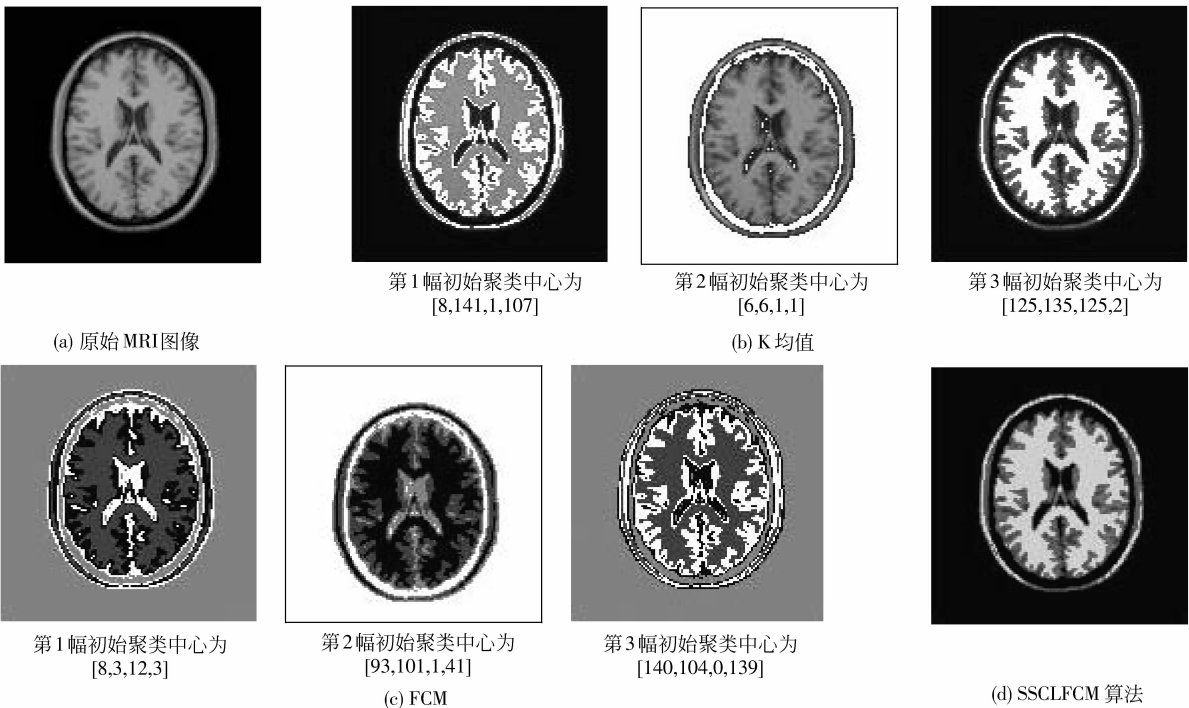 第1幅初始聚类中心为
[8,141,1,107]
第2幅初始聚类中心为
[6,6,1,1]
第3幅初始聚类中心为
[125,135,125,2]
(a) 原始MRI图像
(b) K均值
第1幅初始聚类中心为
[8,3,12,3]
第2幅初始聚类中心为
[93,101,1,41]
第3幅初始聚类中心为
[140,104,0,139]
(c) FCM
(d) SSCLFCM 算法